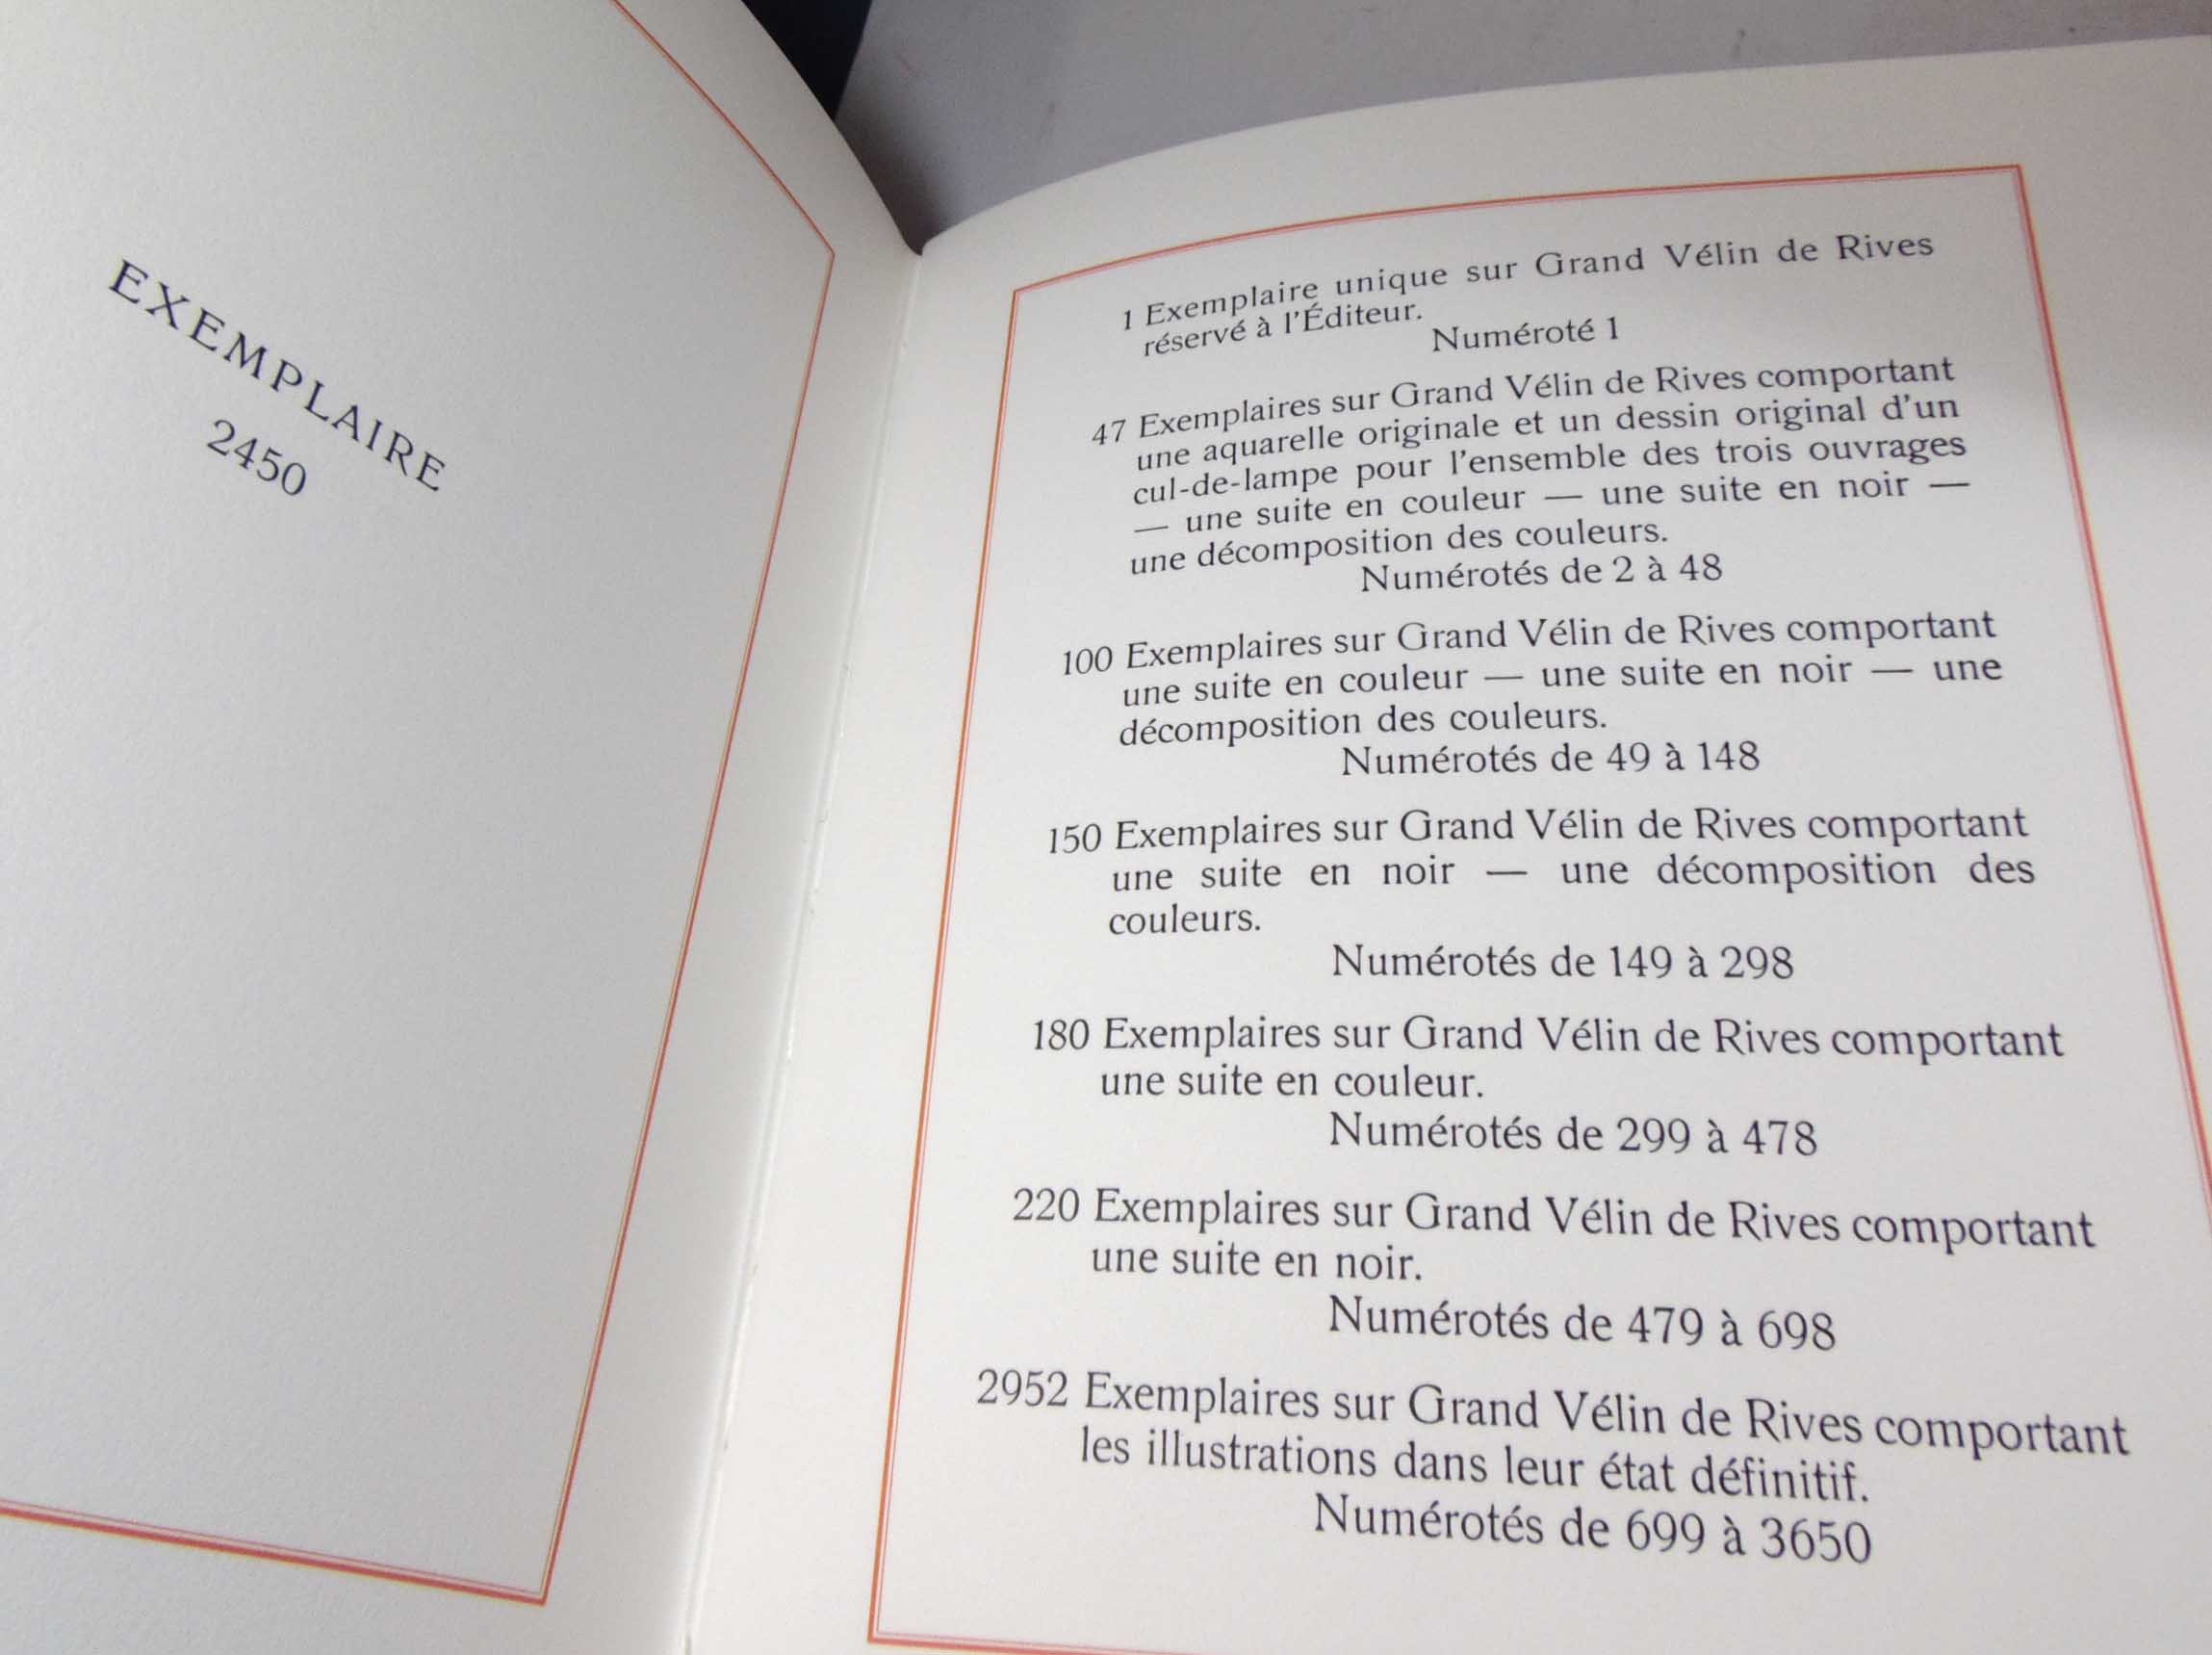 EXEMPLAIRE
2450
1 Exemplaire unique sur Grand Vélin de Rives
réservé à l'Éditeur.
Numéroté 1
47 Exemplaires sur Grand Vélin de Rives comportant
une aquarelle originale et un dessin original d'un
cul-de-lampe pour l'ensemble des trois ouvrages
— une suite en couleur — une suite en noir —
une décomposition des couleurs.
Numérotés de 2 à 48
100 Exemplaires sur Grand Vélin de Rives comportant
une suite en couleur — une suite en noir — une
décomposition des couleurs.
Numérotés de 49 à 148
150 Exemplaires sur Grand Vélin de Rives comportant
une suite en noir — une décomposition des
couleurs.
Numérotés de 149 à 298
180 Exemplaires sur Grand Vélin de Rives comportant
une suite en couleur.
Numérotés de 299 à 478
220 Exemplaires sur Grand Vélin de Rives comportant
une suite en noir.
Numérotés de 479 à 698
2952 Exemplaires sur Grand Vélin de Rives comportant
les illustrations dans leur état définitif.
Numérotés de 699 à 3650